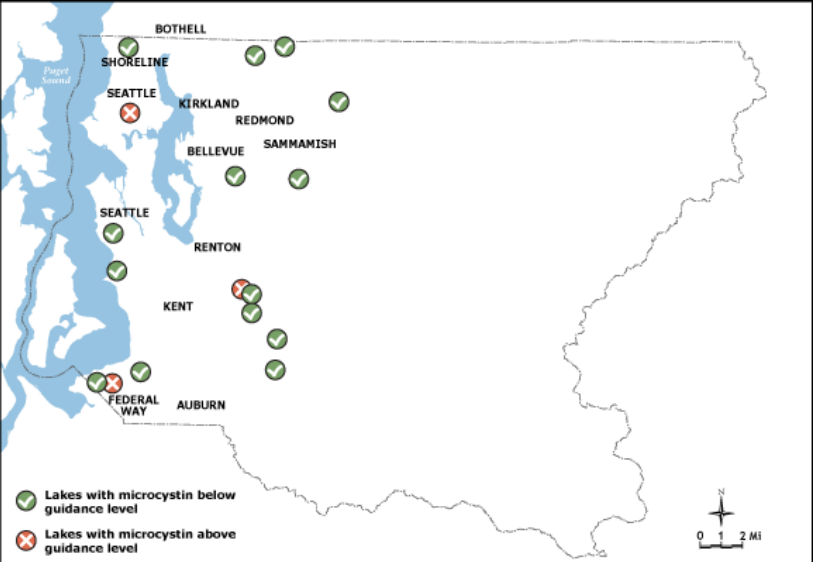 BOTHELL
SHORELINE
Puget
Sound
SEATTLE
KIRKLAND
REDMOND
SAMMAMISH
BELLEVUE
SEATTLE
RENTON
KENT
FEDERAL
WAY
AUBURN
Lakes with microcystin below
guidance level
Lakes with microcystin above
guidance level
N
0 1 2 Mi